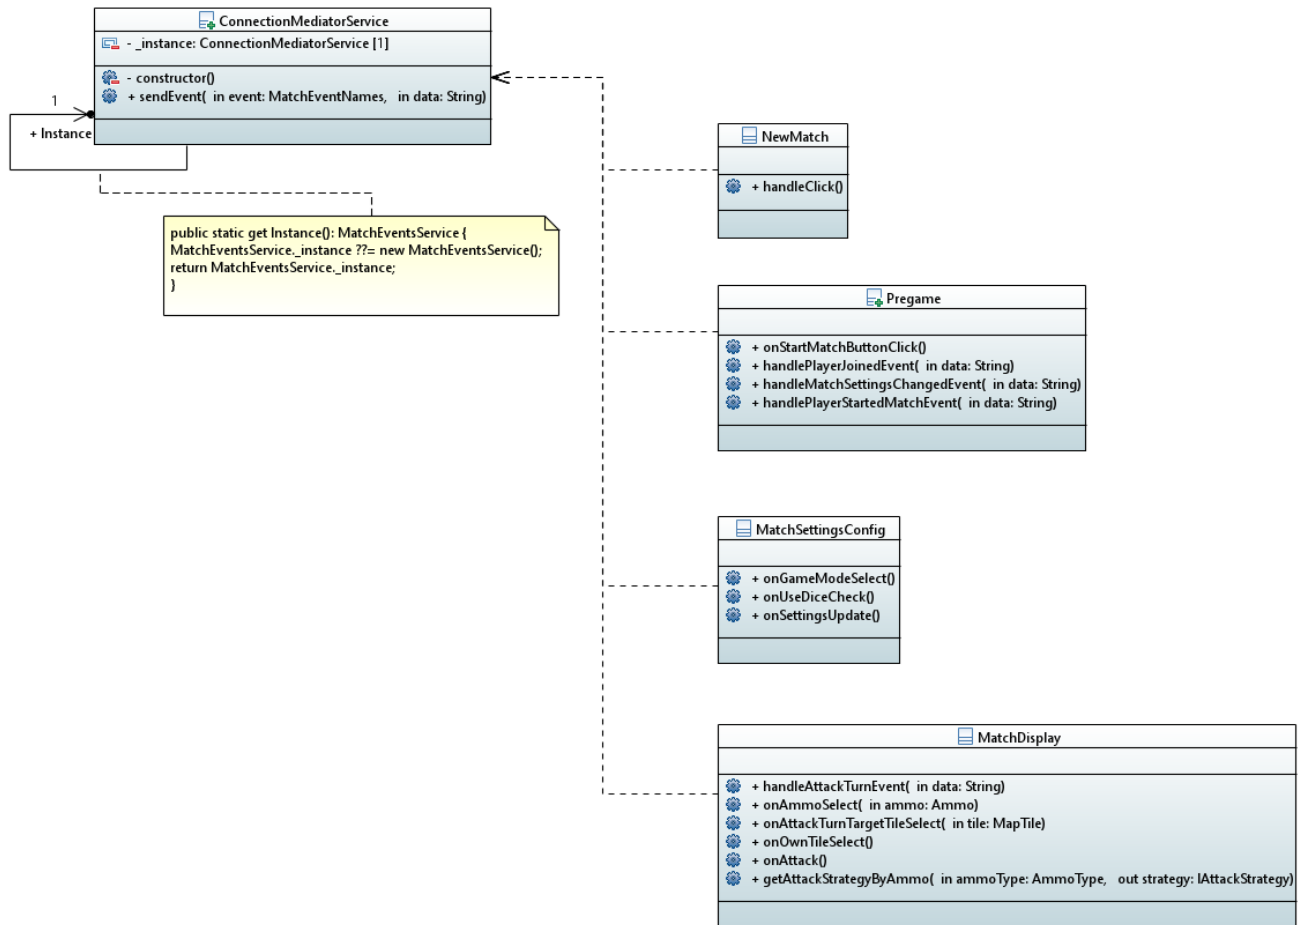 ConnectionMediatorService
- _instance: ConnectionMediatorService [1]
- constructor()
+ sendEvent( in event: MatchEventNames, in data: String)
1
+ Instance
public static get Instance(): MatchEventsService {
MatchEventsService._instance ??= new MatchEventsService();
return MatchEventsService._instance;
}
NewMatch
+ handleClick()
Pregame
+ onStartMatchButtonClick()
+ handlePlayerJoinedEvent( in data: String)
+ handleMatchSettingsChangedEvent( in data: String)
+ handlePlayerStartedMatchEvent( in data: String)
MatchSettingsConfig
+ onGameModeSelect()
+ onUseDiceCheck()
+ onSettingsUpdate()
MatchDisplay
+ handleAttackTurnEvent( in data: String)
+ onAmmoSelect( in ammo: Ammo)
+ onAttackTurnTargetTileSelect( in tile: MapTile)
+ onOwnTileSelect()
+ onAttack()
+ getAttackStrategyByAmmo( in ammoType: AmmoType, out strategy: IAttackStrategy)